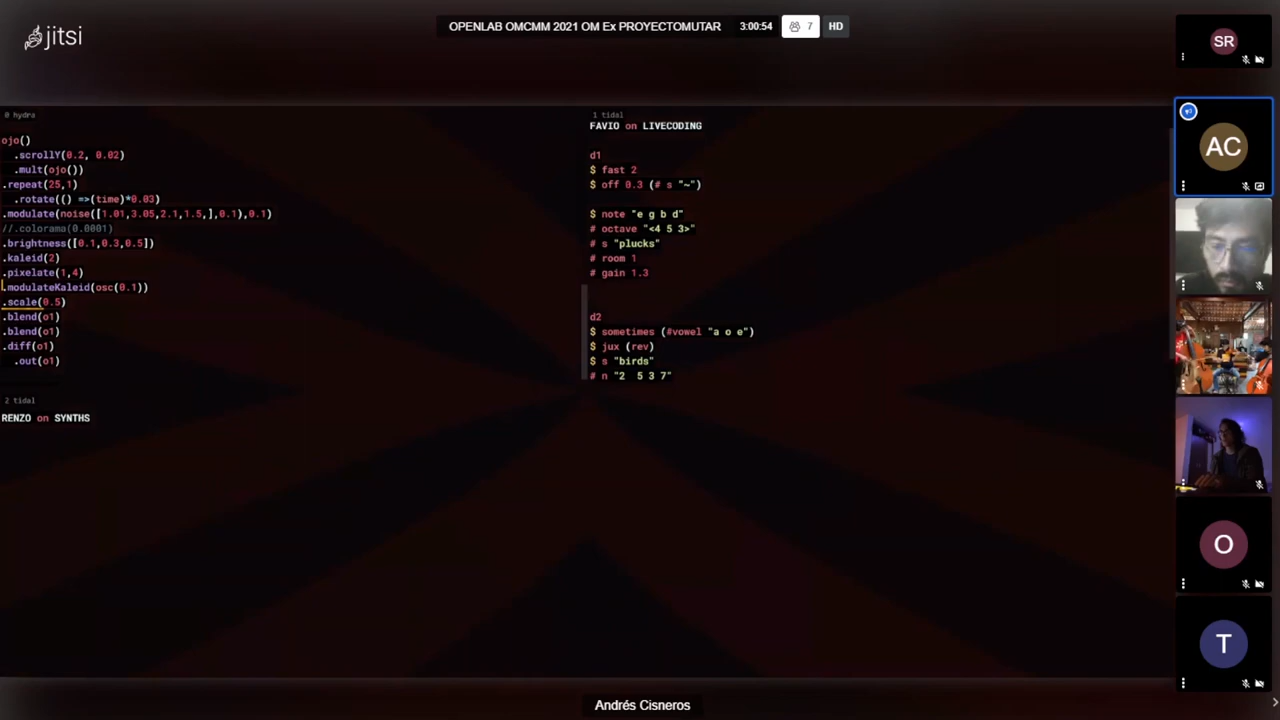 jitsi
OPENLAB OMCMM 2021 OM Ex PROYECTOMUTAR
3:00:54
7
HD
0 hydra
ojo()
.scrollY(0.2, 0.02)
.mult(ojo())
.repeat(25,1)
.rotate(() =>(time)*0.03)
.modulate(noise([1.01,3.05,2.1,1.5,],0.1),0.1)
//.colorama(0.0001)
.brightness([0.1,0.3,0.5])
.kaleid(2)
.pixelate(1,4)
.modulateKaleid(osc(0.1))
.scale(0.5)
.blend(o1)
.blend(o1)
.diff(o1)
.out(o1)
1 tidal
FAVIO on LIVECODING
d1
$ fast 2
$ off 0.3 (# s "~")
$ note "e g b d"
# octave "<4 5 3>"
# s "plucks"
# room 1
# gain 1.3
d2
$ sometimes (#vowel "a o e")
$ jux (rev)
$ s "birds"
# n "2  5 3 7"
2 tidal
RENZO on SYNTHS
SR
AC
O
T
Andrés Cisneros